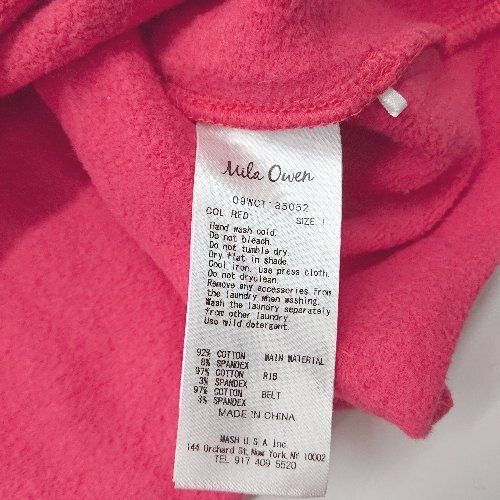 Mila Owen
09WCT185052
COL RED SIZE 1
Hand wash cold.
Do not bleach.
Do not tumble dry.
Dry flat in shade.
Cool iron. Use press cloth.
Do not dryclean.
Remove any accessories from
the laundry when washing.
Wash the laundry separately
from other laundry.
Use mild detergent.
92% COTTON MAIN MATERIAL
8% SPANDEX
97% COTTON RIB
3% SPANDEX
97% COTTON BELT
3% SPANDEX
MADE IN CHINA
MASH U.S.A Inc.
144 Orchard St, New York, NY 10002
TEL 917 409 5520